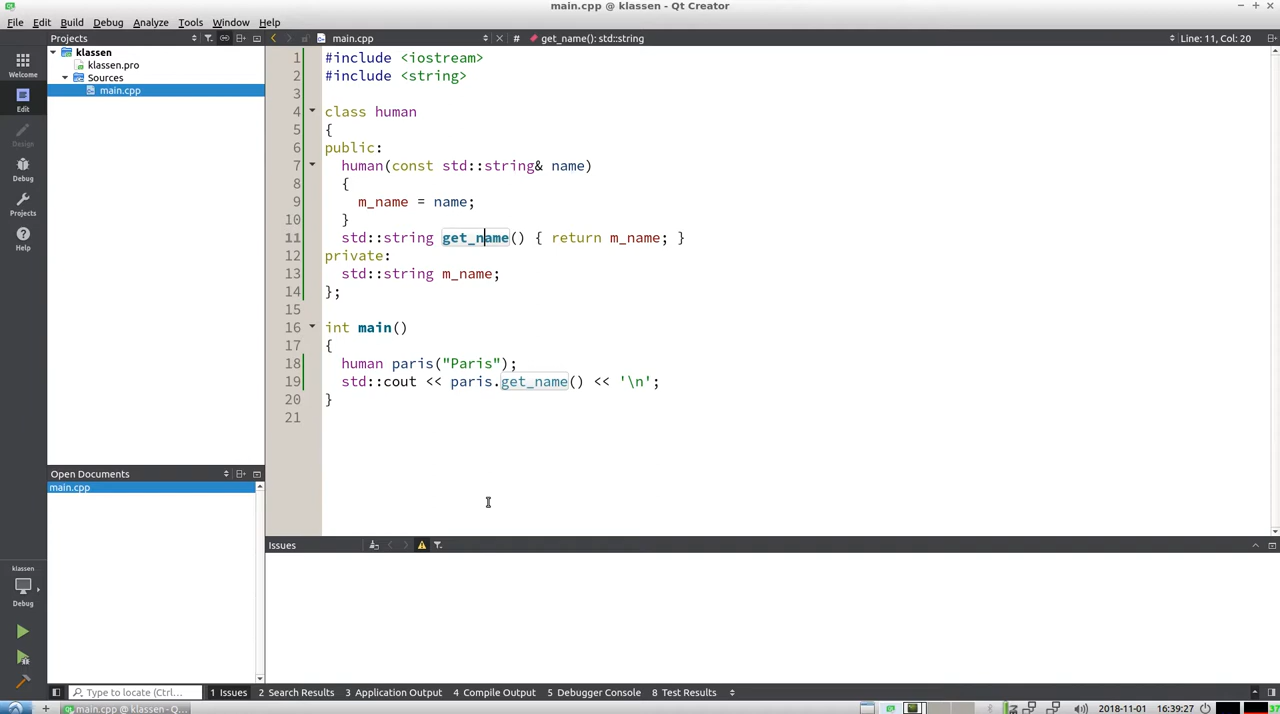 main.cpp @ klassen - Qt Creator
File Edit Build Debug Analyze Tools Window Help
Projects
main.cpp
# get_name(): std::string
Line: 11, Col: 20
Welcome
Edit
Design
Debug
Projects
Help
klassen
klassen.pro
Sources
main.cpp
1 #include <iostream>
2 #include <string>
3
4 class human
5 {
6 public:
7 human(const std::string& name)
8 {
9 m_name = name;
10 }
11 std::string get_name() { return m_name; }
12 private:
13 std::string m_name;
14 };
15
16 int main()
17 {
18 human paris("Paris");
19 std::cout << paris.get_name() << '\n';
20 }
21
Open Documents
main.cpp
Issues
klassen
Debug
Type to locate (Ctrl...
1 Issues 2 Search Results 3 Application Output 4 Compile Output 5 Debugger Console 8 Test Results
main.cpp @ klassen - Q...
2018-11-01 16:39:27